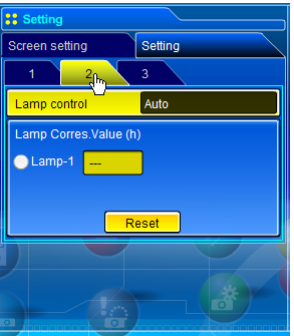 Setting
Screen setting Setting
1 2 3
Lamp control Auto
Lamp Corres.Value (h)
Lamp-1 ---
Reset